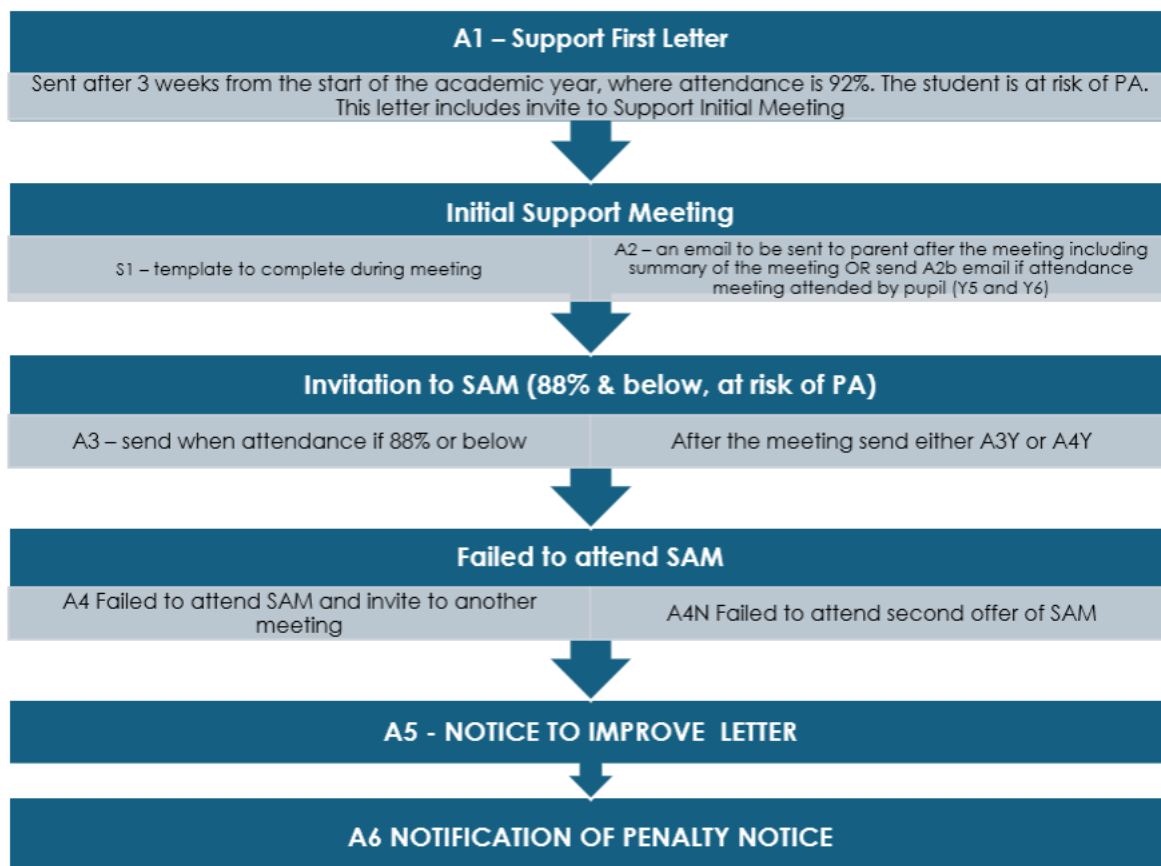 A1 – Support First Letter
Sent after 3 weeks from the start of the academic year, where attendance is 92%. The student is at risk of PA.
This letter includes invite to Support Initial Meeting
Initial Support Meeting
S1 – template to complete during meeting
A2 – an email to be sent to parent after the meeting including
summary of the meeting OR send A2b email if attendance
meeting attended by pupil (Y5 and Y6)
Invitation to SAM (88% & below, at risk of PA)
A3 – send when attendance if 88% or below
After the meeting send either A3Y or A4Y
Failed to attend SAM
A4 Failed to attend SAM and invite to another
meeting
A4N Failed to attend second offer of SAM
A5 - NOTICE TO IMPROVE LETTER
A6 NOTIFICATION OF PENALTY NOTICE